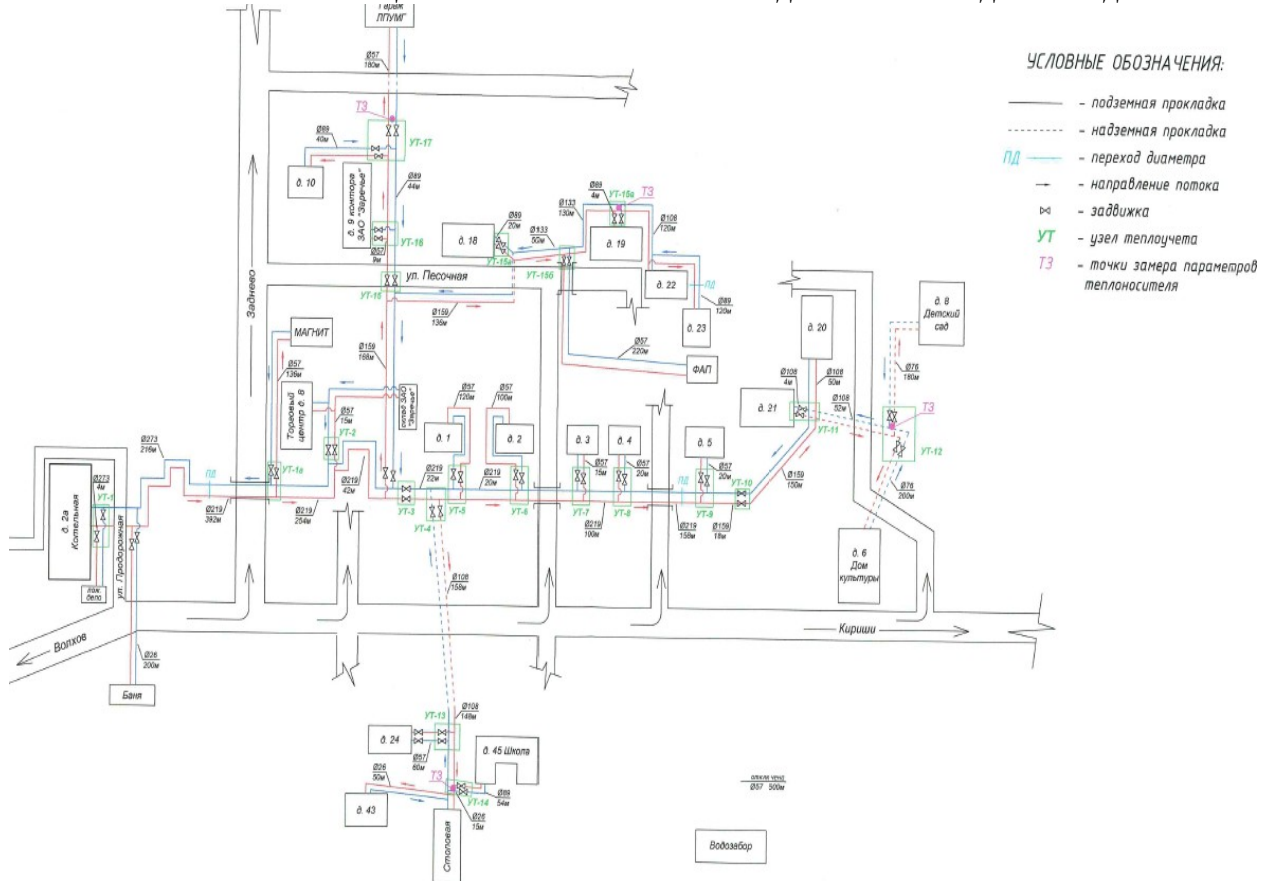 Гараж
ЛПУМГ
Ø57
180м
ТЗ
УТ-17
Ø89
40м
д. 10
д. 9 контора
ЗАО "Заречье"
Ø89
44м
УТ-16
Ø57
9м
ул. Песочная
УТ-15
Заднево
Ø159
136м
МАГНИТ
Ø57
136м
Ø159
168м
Торговый
центр д. 8
Ø57
15м
склад ЗАО
"Заречье"
УТ-2
д. 18
Ø89
20м
УТ-15а
Ø133
60м
УТ-15б
Ø133
130м
Ø89
4м
УТ-15в
ТЗ
д. 19
Ø108
120м
д. 22
ПД
Ø89
120м
д. 23
Ø57
220м
ФАП
д. 20
Ø108
4м
Ø108
50м
д. 21
УТ-11
Ø108
52м
д. 8
Детский
сад
Ø76
180м
ТЗ
УТ-12
Ø76
260м
д. 6
Дом
культуры
Ø273
216м
ПД
УТ-1а
Ø219
392м
Ø219
254м
Ø219
42м
Ø219
22м
УТ-3
УТ-4
Ø57
120м
д. 1
УТ-5
Ø219
20м
Ø57
100м
д. 2
УТ-6
д. 3
Ø57
15м
УТ-7
Ø219
100м
д. 4
Ø57
20м
УТ-8
ПД
Ø219
158м
д. 5
Ø57
20м
УТ-9
Ø159
18м
УТ-10
Ø159
150м
Ø273
4м
УТ-1
д. 2а
Котельная
пож.
депо
ул. Продорожная
Волхов
Ø26
200м
Баня
Кириши
Ø108
158м
УТ-13
Ø108
148м
д. 24
Ø57
60м
д. 45 Школа
ТЗ
Ø26
50м
д. 43
УТ-14
Ø89
54м
Ø26
15м
Столовая
Ø57 500м
Водозабор
УСЛОВНЫЕ ОБОЗНАЧЕНИЯ:
- подземная прокладка
- надземная прокладка
ПД - переход диаметра
- направление потока
- задвижка
УТ - узел теплоучета
ТЗ - точки замера параметров
теплоносителя